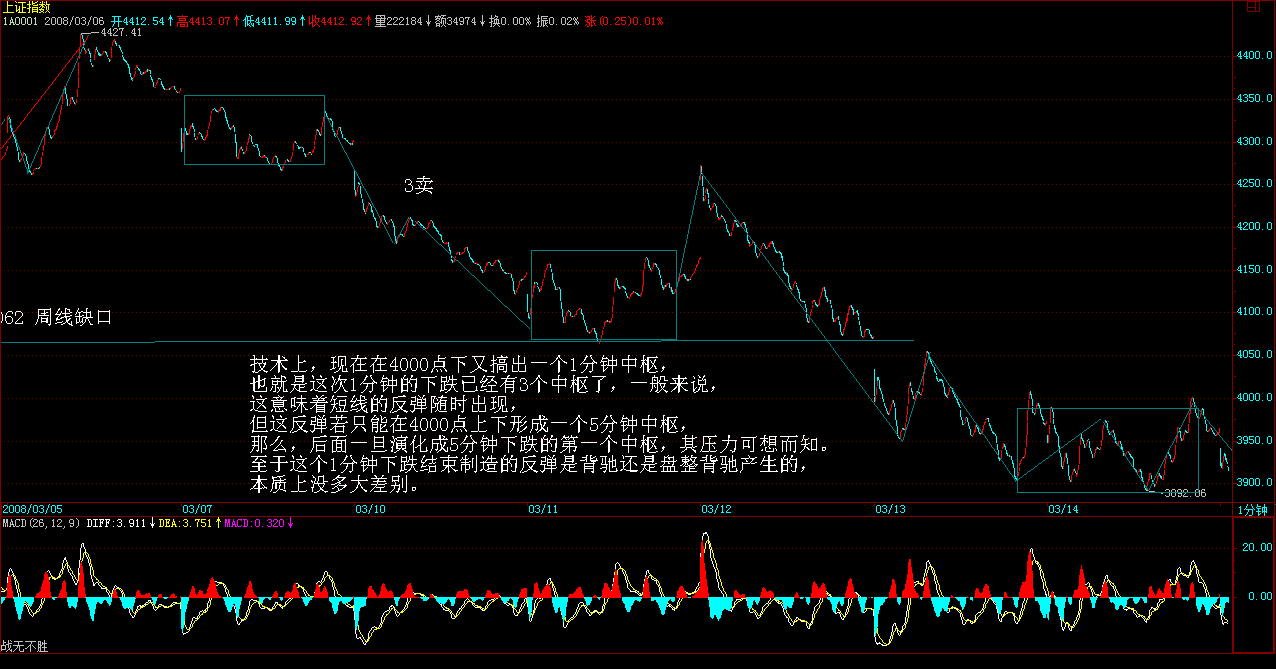 上证指数
1A0001 2008/03/06 开4412.54↑高4413.07↑低4411.99↑收4412.92↑量222184↓额34974↓换0.00% 振0.02% 涨(0.25)0.01%
4427.41
4400.0
4350.0
4300.0
4250.0
3卖
4200.0
4150.0
4100.0
062 周线缺口
4050.0
技术上，现在在4000点下又搞出一个1分钟中枢，
也就是这次1分钟的下跌已经有3个中枢了，一般来说，
这意味着短线的反弹随时出现，
4000.0
但这反弹若只能在4000点上下形成一个5分钟中枢，
那么，后面一旦演化成5分钟下跌的第一个中枢，其压力可想而知。
3950.0
至于这个1分钟下跌结束制造的反弹是背驰还是盘整背驰产生的，
本质上没多大差别。
3900.0
3892.06
2008/03/05 03/07 03/10 03/11 03/12 03/13 03/14 1分钟
MACD(26,12,9) DIFF:3.911↓DEA:3.751↑MACD:0.320↓
20.00
0.00
战无不胜